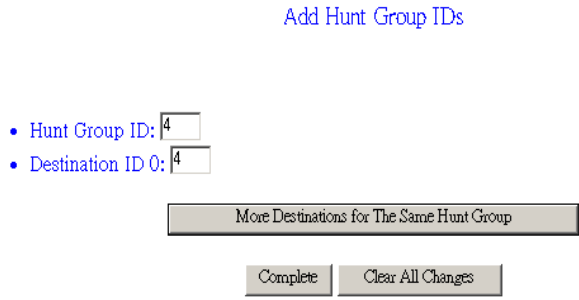 Add Hunt Group IDs
• Hunt Group ID: 4
• Destination ID 0: 4
More Destinations for The Same Hunt Group
Complete Clear All Changes